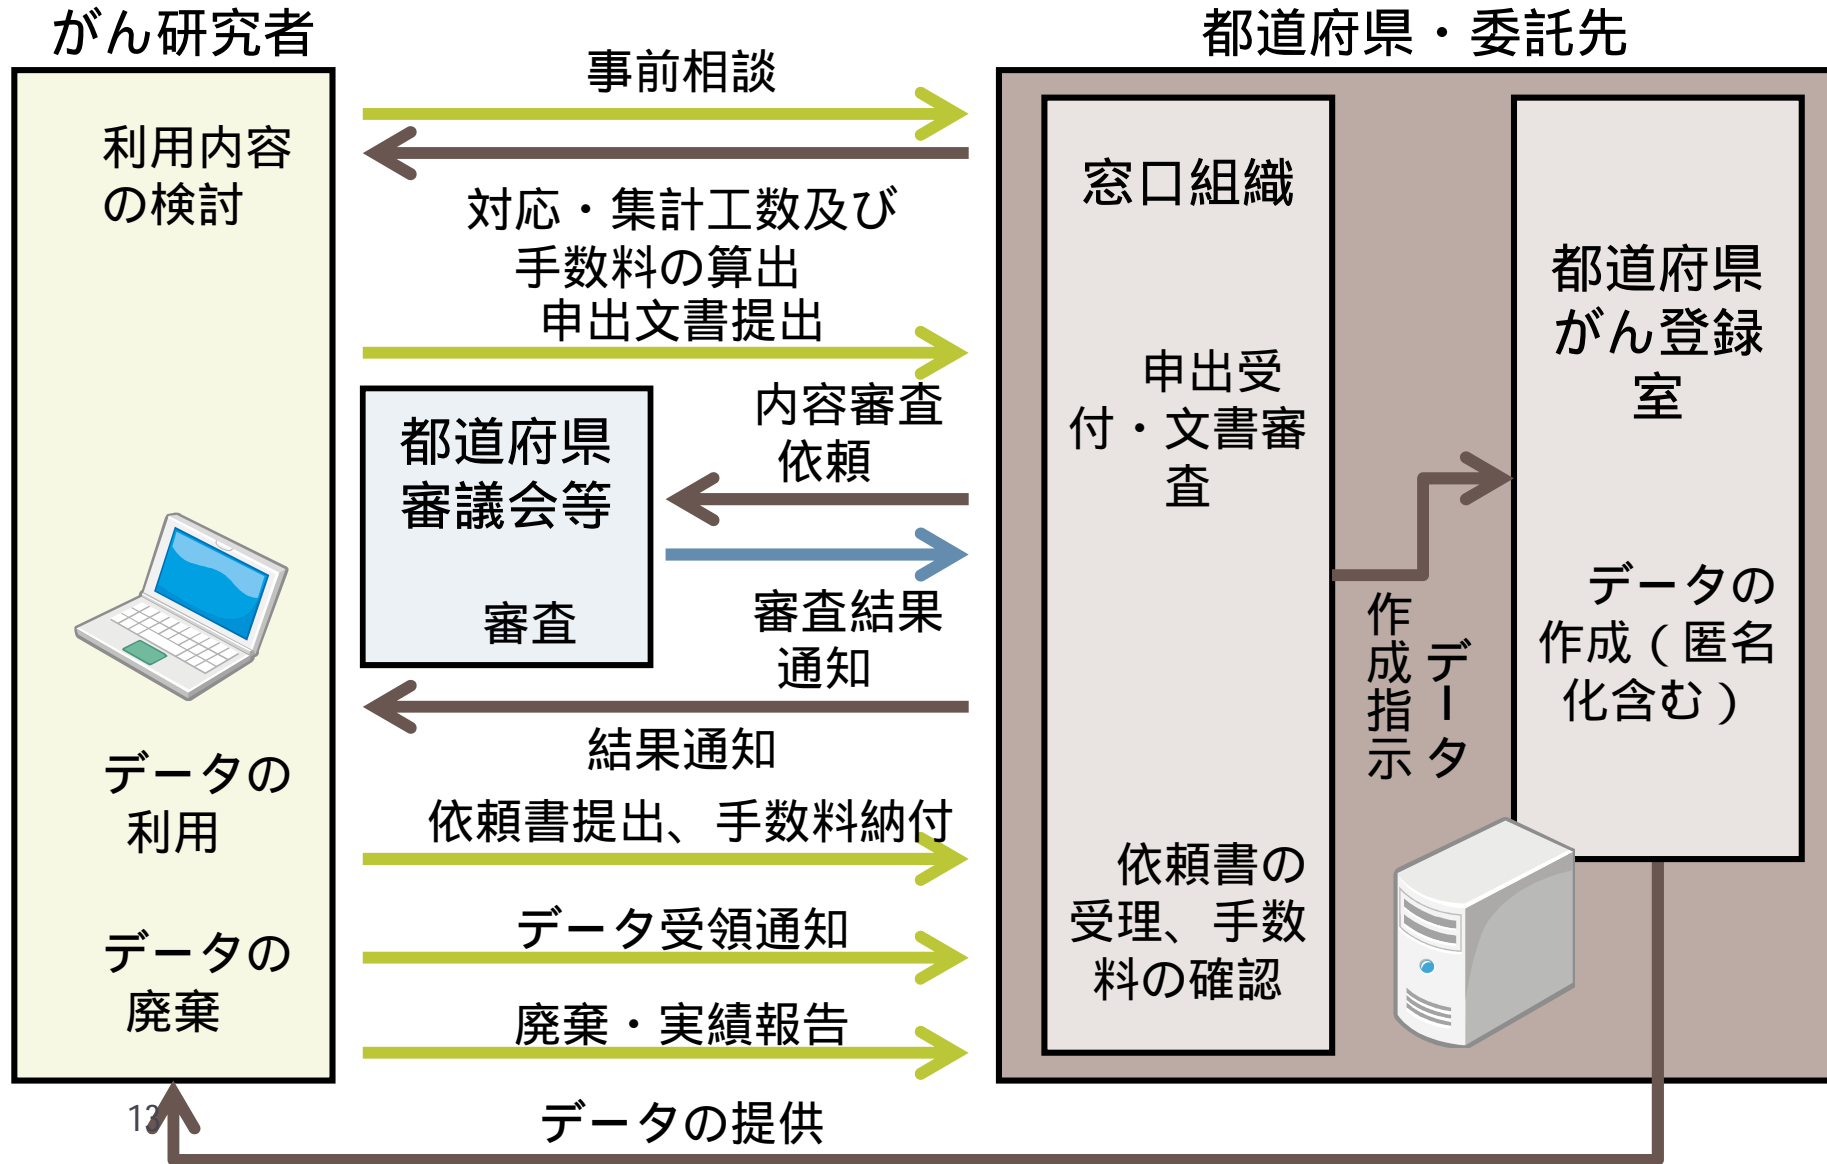 がん研究者
利用内容
の検討
データの
利用
データの
廃棄
事前相談
対応・集計工数及び
手数料の算出
申出文書提出
都道府県
審議会等
審査
内容審査
依頼
審査結果
通知
結果通知
依頼書提出、手数料納付
データ受領通知
廃棄・実績報告
データの提供
都道府県・委託先
窓口組織
申出受
付・文書審
査
依頼書の
受理、手数
料の確認
データ
作成指示
都道府県
がん登録
室
データの
作成(匿名
化含む)
13